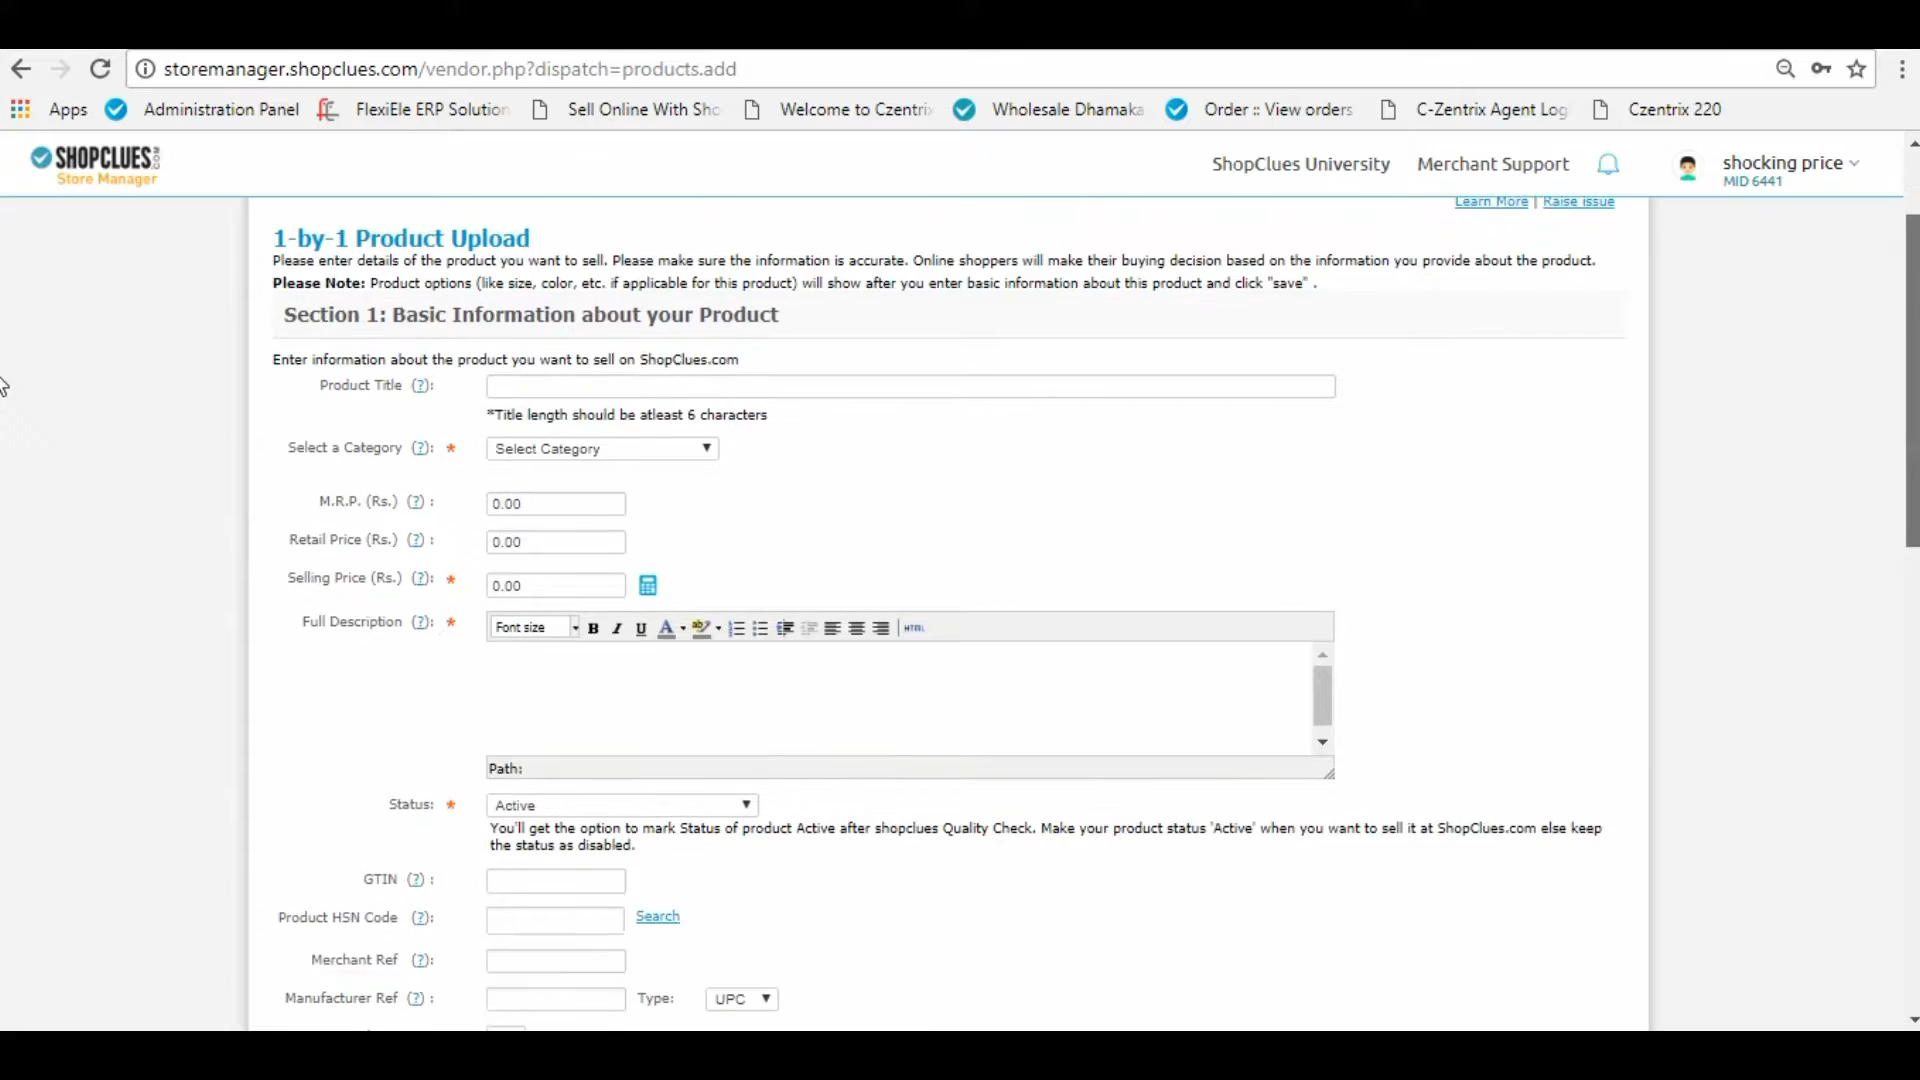 storemanager.shopclues.com/vendor.php?dispatch=products.add
Apps Administration Panel FlexiEle ERP Solution Sell Online With Sho Welcome to Czentrix Wholesale Dhamaka Order :: View orders C-Zentrix Agent Log Czentrix 220
SHOPCLUES.COM
Store Manager
ShopClues University Merchant Support shocking price
MID 6441
Learn More | Raise issue
1-by-1 Product Upload
Please enter details of the product you want to sell. Please make sure the information is accurate. Online shoppers will make their buying decision based on the information you provide about the product.
Please Note: Product options (like size, color, etc. if applicable for this product) will show after you enter basic information about this product and click "save" .
Section 1: Basic Information about your Product
Enter information about the product you want to sell on ShopClues.com
Product Title (?):
*Title length should be atleast 6 characters
Select a Category (?): * Select Category
M.R.P. (Rs.) (?) : 0.00
Retail Price (Rs.) (?) : 0.00
Selling Price (Rs.) (?): * 0.00
Full Description (?): * Font size B I U A ab HTML
Path:
Status: * Active
You'll get the option to mark Status of product Active after shopclues Quality Check. Make your product status 'Active' when you want to sell it at ShopClues.com else keep
the status as disabled.
GTIN (?) :
Product HSN Code (?): Search
Merchant Ref (?):
Manufacturer Ref (?) : Type: UPC